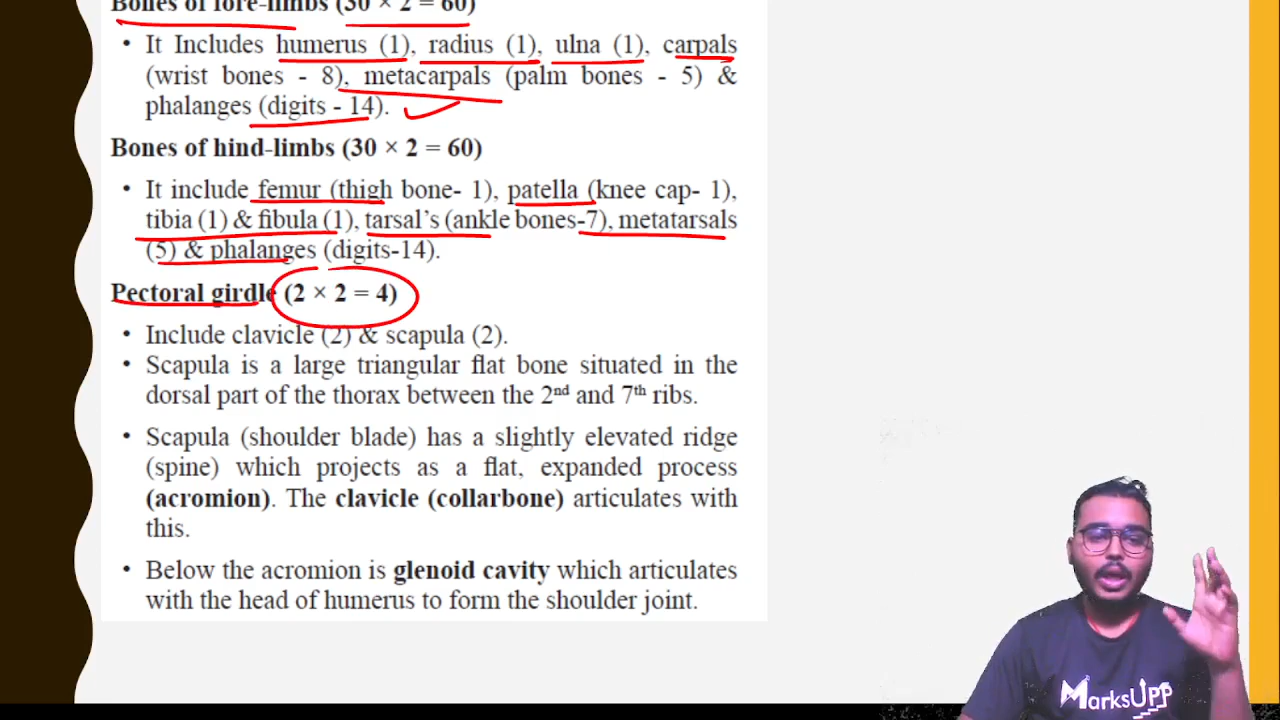 Bones of fore-limbs (30 × 2 = 60)
• It Includes humerus (1), radius (1), ulna (1), carpals
(wrist bones - 8), metacarpals (palm bones - 5) &
phalanges (digits - 14).
Bones of hind-limbs (30 × 2 = 60)
• It include femur (thigh bone- 1), patella (knee cap- 1),
tibia (1) & fibula (1), tarsal’s (ankle bones-7), metatarsals
(5) & phalanges (digits-14).
Pectoral girdle (2 × 2 = 4)
• Include clavicle (2) & scapula (2).
• Scapula is a large triangular flat bone situated in the
dorsal part of the thorax between the 2nd and 7th ribs.
• Scapula (shoulder blade) has a slightly elevated ridge
(spine) which projects as a flat, expanded process
(acromion). The clavicle (collarbone) articulates with
this.
• Below the acromion is glenoid cavity which articulates
with the head of humerus to form the shoulder joint.
MarksUpp